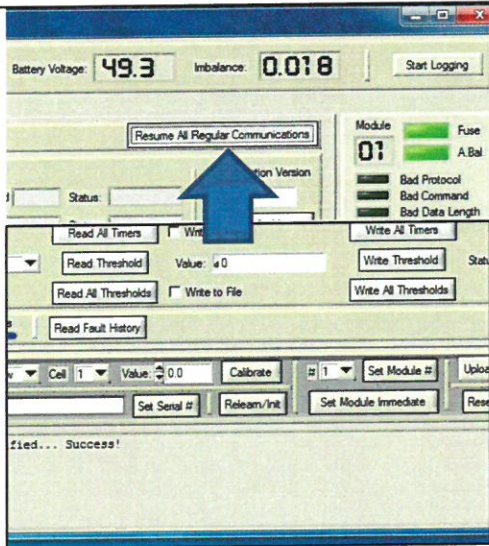 Battery Voltage: 49.3 Imbalance: 0.018 Start Logging
Resume All Regular Communications
Module
01
Fuse
A.Bal
Version
Bad Protocol
Status:
Bad Command
Bad Data Length
Read All Timers Write All Timers
Read Threshold Value: 0 Write Threshold
Read All Thresholds Write to File Write All Thresholds
Read Fault History
Cell 1 Value: 0.0 Calibrate # 1 Set Module #
Set Serial # Relearn/Init Set Module Immediate
fied... Success!